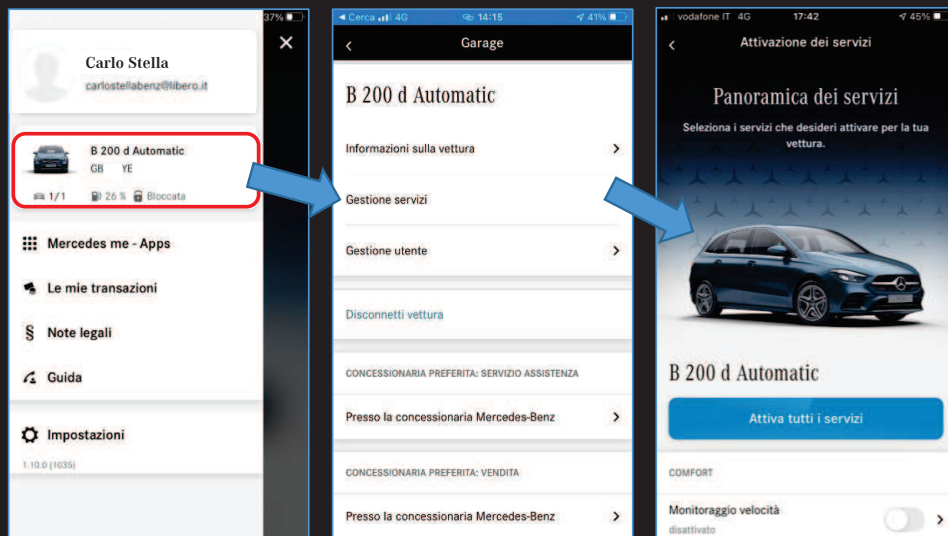 37%
Carlo Stella
carlostellabenz@libero.it
B 200 d Automatic
GB YE
1/1 26 % Bloccata
Mercedes me - Apps
Le mie transazioni
§ Note legali
Guida
Impostazioni
1.10.0 (1035)
Cerca 4G 14:15 41%
Garage
B 200 d Automatic
Informazioni sulla vettura
Gestione servizi
Gestione utente
Disconnetti vettura
CONCESSIONARIA PREFERITA: SERVIZIO ASSISTENZA
Presso la concessionaria Mercedes-Benz
CONCESSIONARIA PREFERITA: VENDITA
Presso la concessionaria Mercedes-Benz
vodafone IT 4G 17:42 45%
Attivazione dei servizi
Panoramica dei servizi
Seleziona i servizi che desideri attivare per la tua
vettura.
B 200 d Automatic
Attiva tutti i servizi
COMFORT
Monitoraggio velocità
disattivato